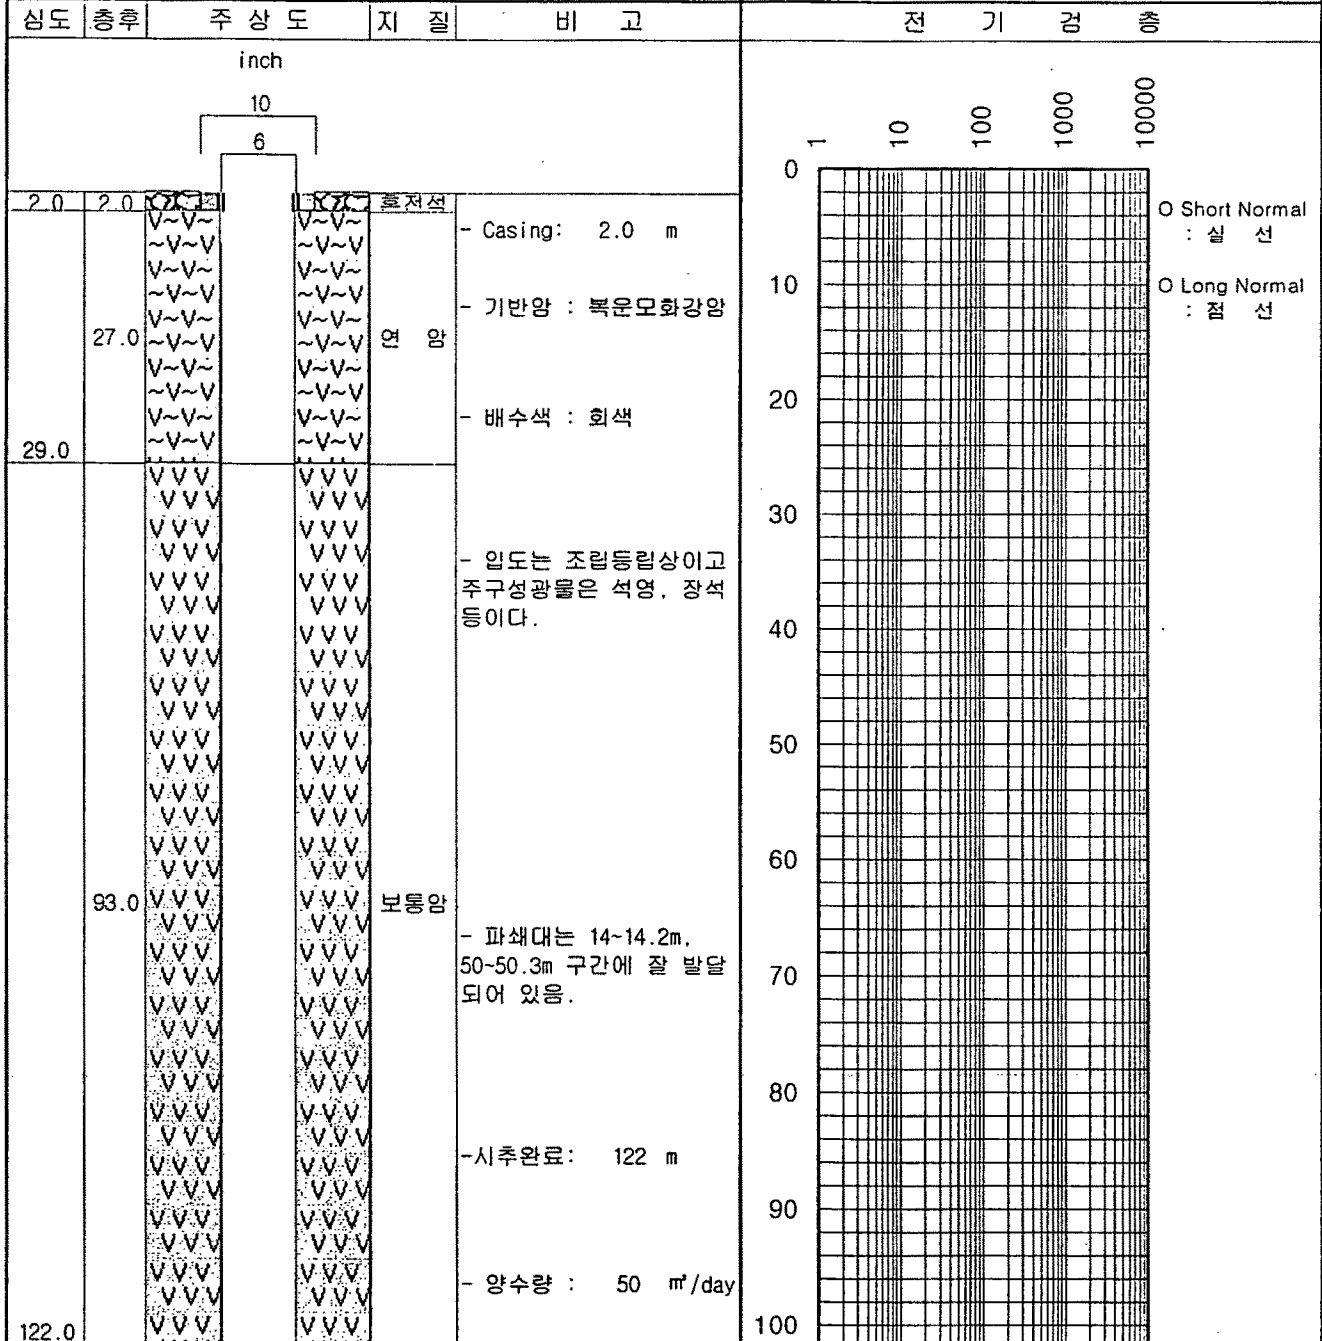 심도 층후 주 상 도 지 질 비 고 전 기 검 층
inch
10
6
1 10 100 1000 10000
0
2.0 2.0 호전석
- Casing: 2.0 m
O Short Normal
: 실 선
10
O Long Normal
: 점 선
- 기반암 : 복운모화강암
27.0 연 암
20
- 배수색 : 회색
29.0
30
- 입도는 조립등립상이고
주구성광물은 석영, 장석
등이다.
40
50
60
93.0 보통암
- 파쇄대는 14~14.2m,
50~50.3m 구간에 잘 발달
되어 있음.
70
80
-시추완료: 122 m
90
- 양수량 : 50 ㎥/day
100
122.0